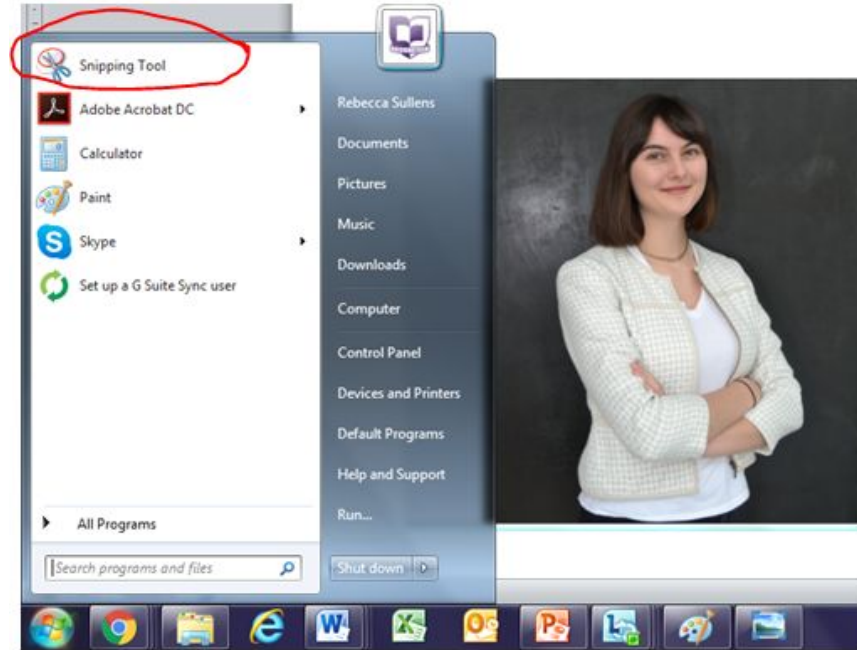 Snipping Tool
Adobe Acrobat DC
Calculator
Paint
Skype
Set up a G Suite Sync user
All Programs
Search programs and files
Rebecca Sullens
Documents
Pictures
Music
Downloads
Computer
Control Panel
Devices and Printers
Default Programs
Help and Support
Run...
Shut down